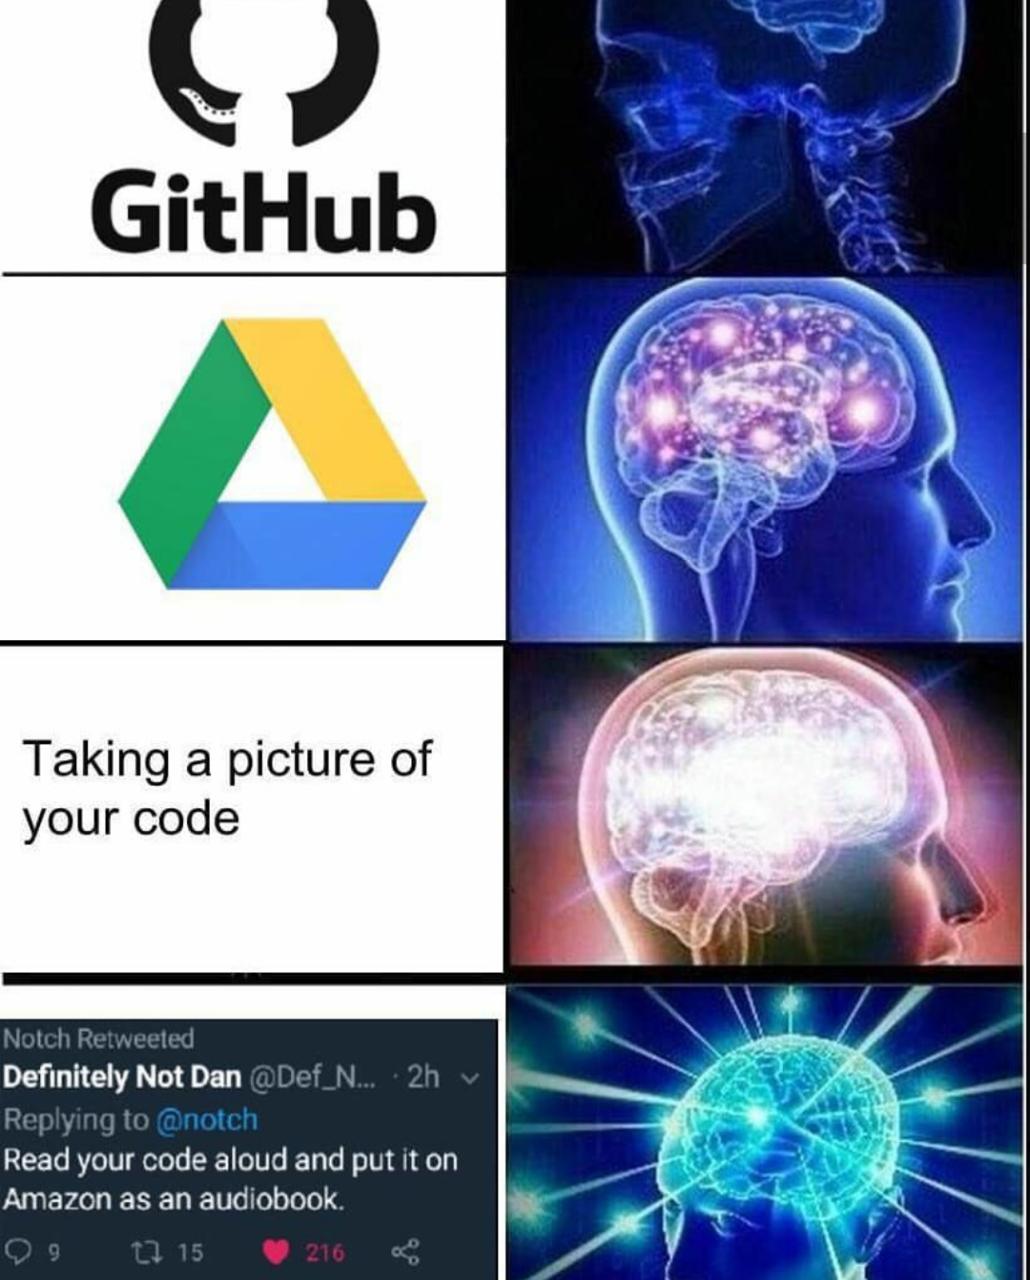 GitHub
Taking a picture of
your code
Notch Retweeted
Definitely Not Dan @Def_N... · 2h
Replying to @notch
Read your code aloud and put it on
Amazon as an audiobook.
9 15 216